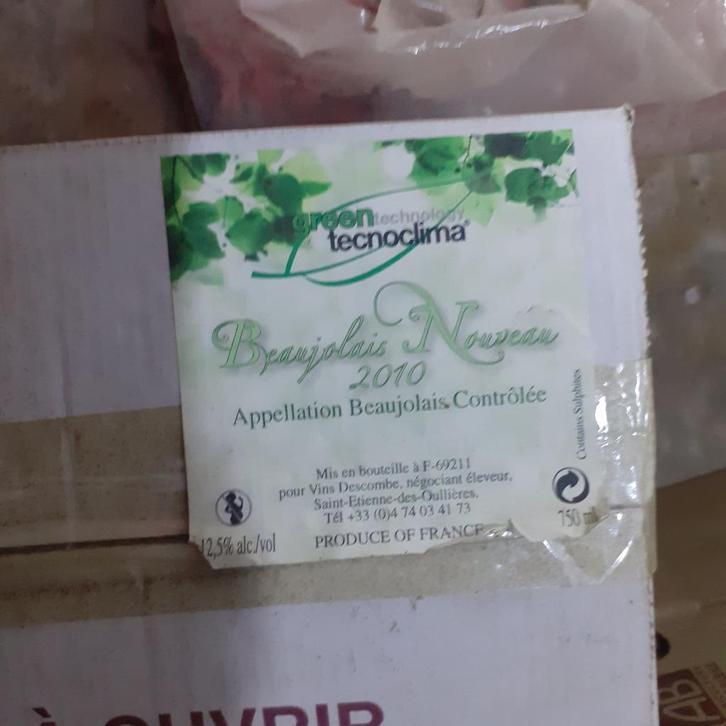 green technology
tecnoclima
Beaujolais Nouveau
2010
Appellation Beaujolais Contrôlée
Contains Sulphites
Mis en bouteille à F-69211
pour Vins Descombe, négociant éleveur,
Saint-Etienne-des-Oullières,
Tél +33 (0)4 74 03 41 73
PRODUCE OF FRANCE
12,5% alc./vol
750 ml
À OUVRIR
AB